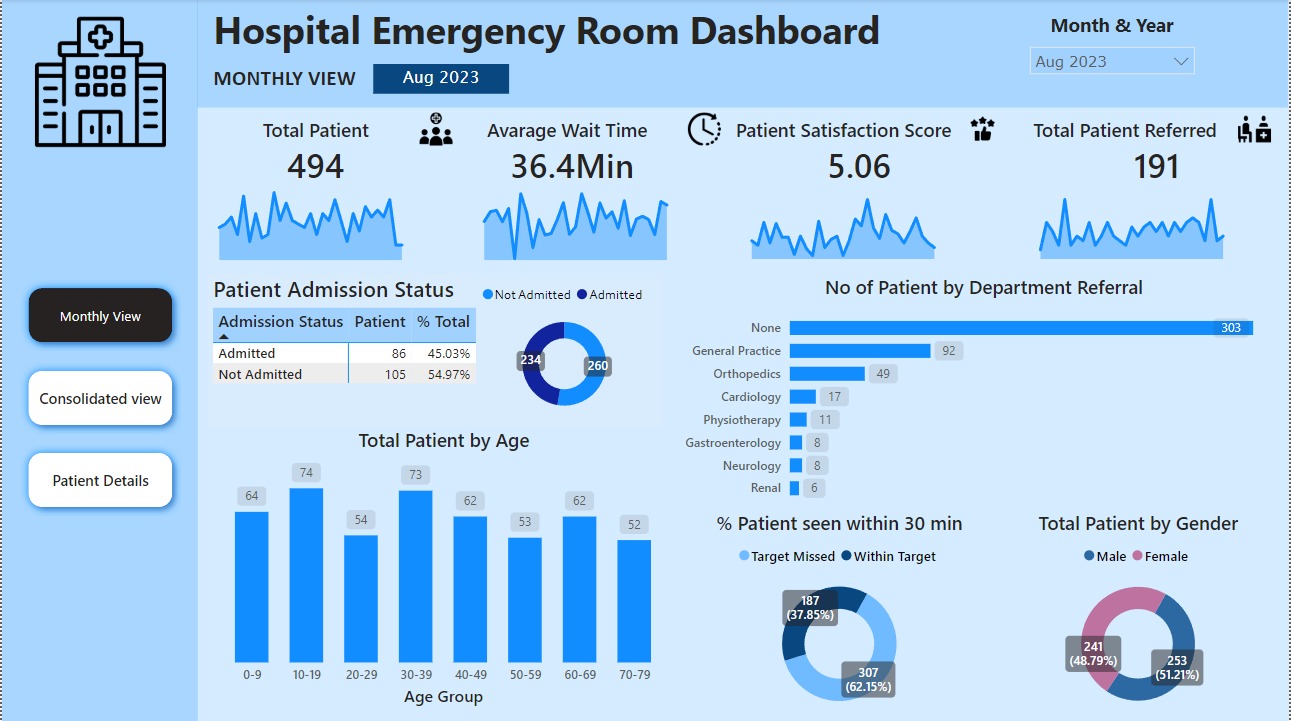 Hospital Emergency Room Dashboard
MONTHLY VIEW
Aug 2023
Month & Year
Aug 2023
Total Patient
494
Avarage Wait Time
36.4Min
Patient Satisfaction Score
5.06
Total Patient Referred
191
Monthly View
Consolidated view
Patient Details
Patient Admission Status
Admission Status Patient % Total
Admitted 86 45.03%
Not Admitted 105 54.97%
Not Admitted Admitted
234
260
No of Patient by Department Referral
None 303
General Practice 92
Orthopedics 49
Cardiology 17
Physiotherapy 11
Gastroenterology 8
Neurology 8
Renal 6
Total Patient by Age
64 74 54 73 62 53 62 52
0-9 10-19 20-29 30-39 40-49 50-59 60-69 70-79
Age Group
% Patient seen within 30 min
Target Missed Within Target
187
(37.85%)
307
(62.15%)
Total Patient by Gender
Male Female
241
(48.79%)
253
(51.21%)